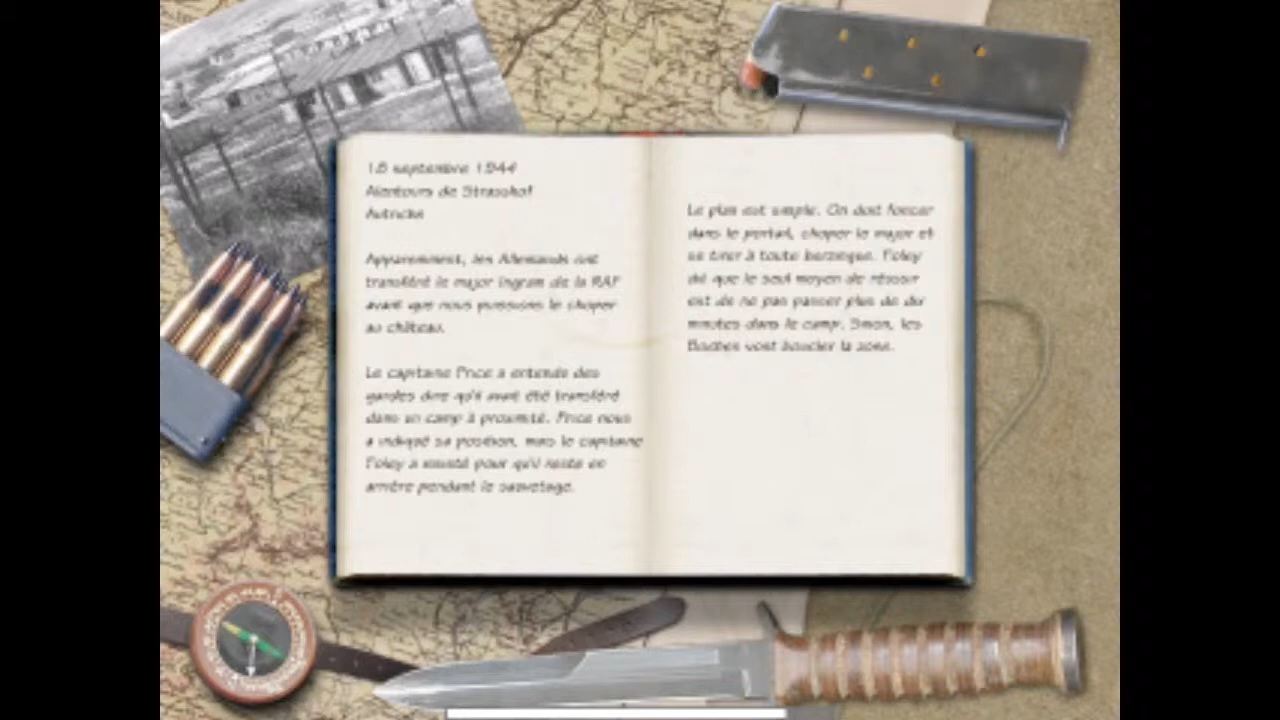 18 septembre 1944
Alentours de Strasshof
Autriche
Apparemment, les Allemands ont
transféré le major Ingram de la RAF
avant que nous puissions le choper
au château.
Le capitaine Price a entendu des
gardes dire qu'il avait été transféré
dans un camp à proximité. Price nous
a indiqué sa position, mais le capitaine
Foley a insisté pour qu'il reste en
arrière pendant le sauvetage.
Le plan est simple. On doit foncer
dans le portail, choper le major et
se tirer à toute berzingue. Foley
dit que le seul moyen de réussir
est de ne pas passer plus de dix
minutes dans le camp. Sinon, les
Boches vont boucler la zone.